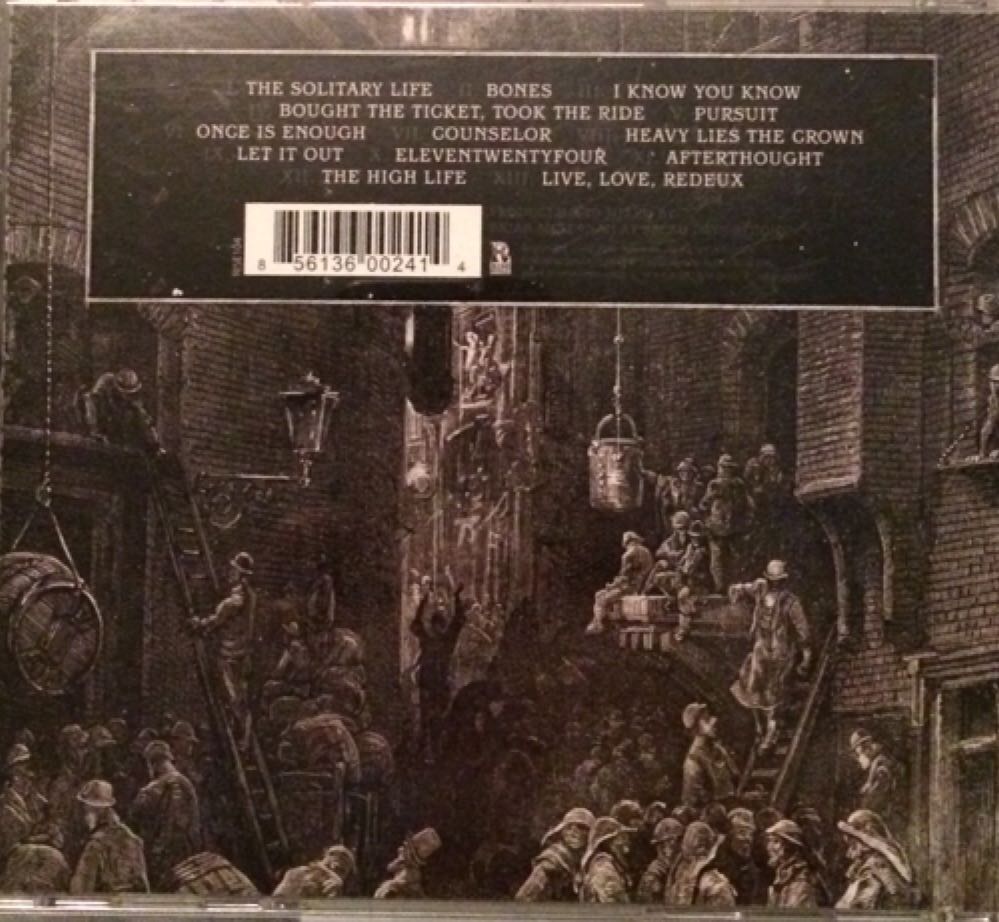 THE SOLITARY LIFE II BONES III I KNOW YOU KNOW
BOUGHT THE TICKET, TOOK THE RIDE V PURSUIT
VI ONCE IS ENOUGH VII COUNSELOR VIII HEAVY LIES THE CROWN
IX LET IT OUT X ELEVENTWENTYFOUR XI AFTERTHOUGHT
XII THE HIGH LIFE XIII LIVE, LOVE, REDEUX
8 56136 00241 4